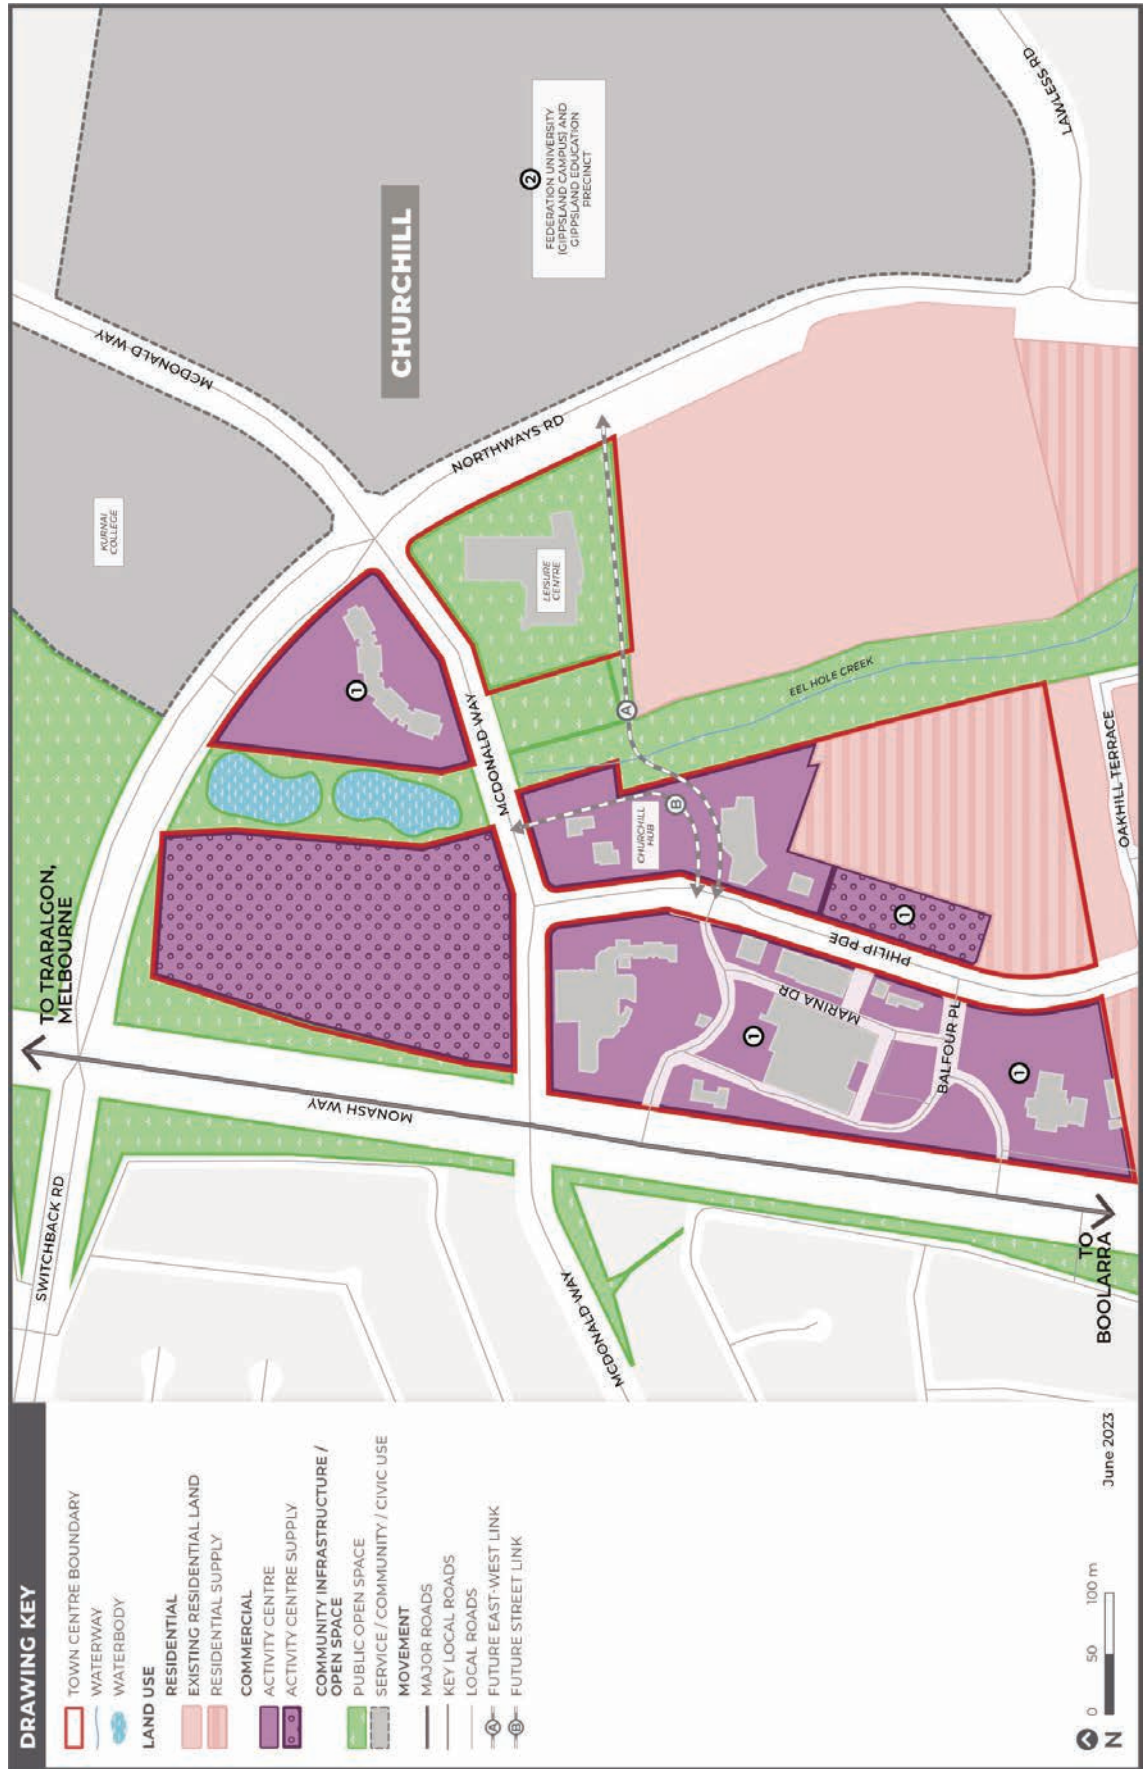 DRAWING KEY
TOWN CENTRE BOUNDARY
WATERWAY
WATERBODY
LAND USE
RESIDENTIAL
EXISTING RESIDENTIAL LAND
RESIDENTIAL SUPPLY
COMMERCIAL
ACTIVITY CENTRE
ACTIVITY CENTRE SUPPLY
COMMUNITY INFRASTRUCTURE /
OPEN SPACE
PUBLIC OPEN SPACE
SERVICE / COMMUNITY / CIVIC USE
MOVEMENT
MAJOR ROADS
KEY LOCAL ROADS
LOCAL ROADS
A FUTURE EAST-WEST LINK
B FUTURE STREET LINK
N
0 50 100 m
June 2023
TO TRARALGON,
MELBOURNE
SWITCHBACK RD
MONASH WAY
MCDONALD WAY
MCDONALD WAY
MCDONALD WAY
KURNAI
COLLEGE
CHURCHILL
2
FEDERATION UNIVERSITY
(GIPPSLAND CAMPUS) AND
GIPPSLAND EDUCATION
PRECINCT
LAWLESS RD
NORTHWAYS RD
1
LEISURE
CENTRE
A
B
CHURCHILL
HUB
EEL HOLE CREEK
PHILIP PDE
1
MARINA DR
1
BALFOUR PL
1
OAKHILL TERRACE
TO
BOOLARRA